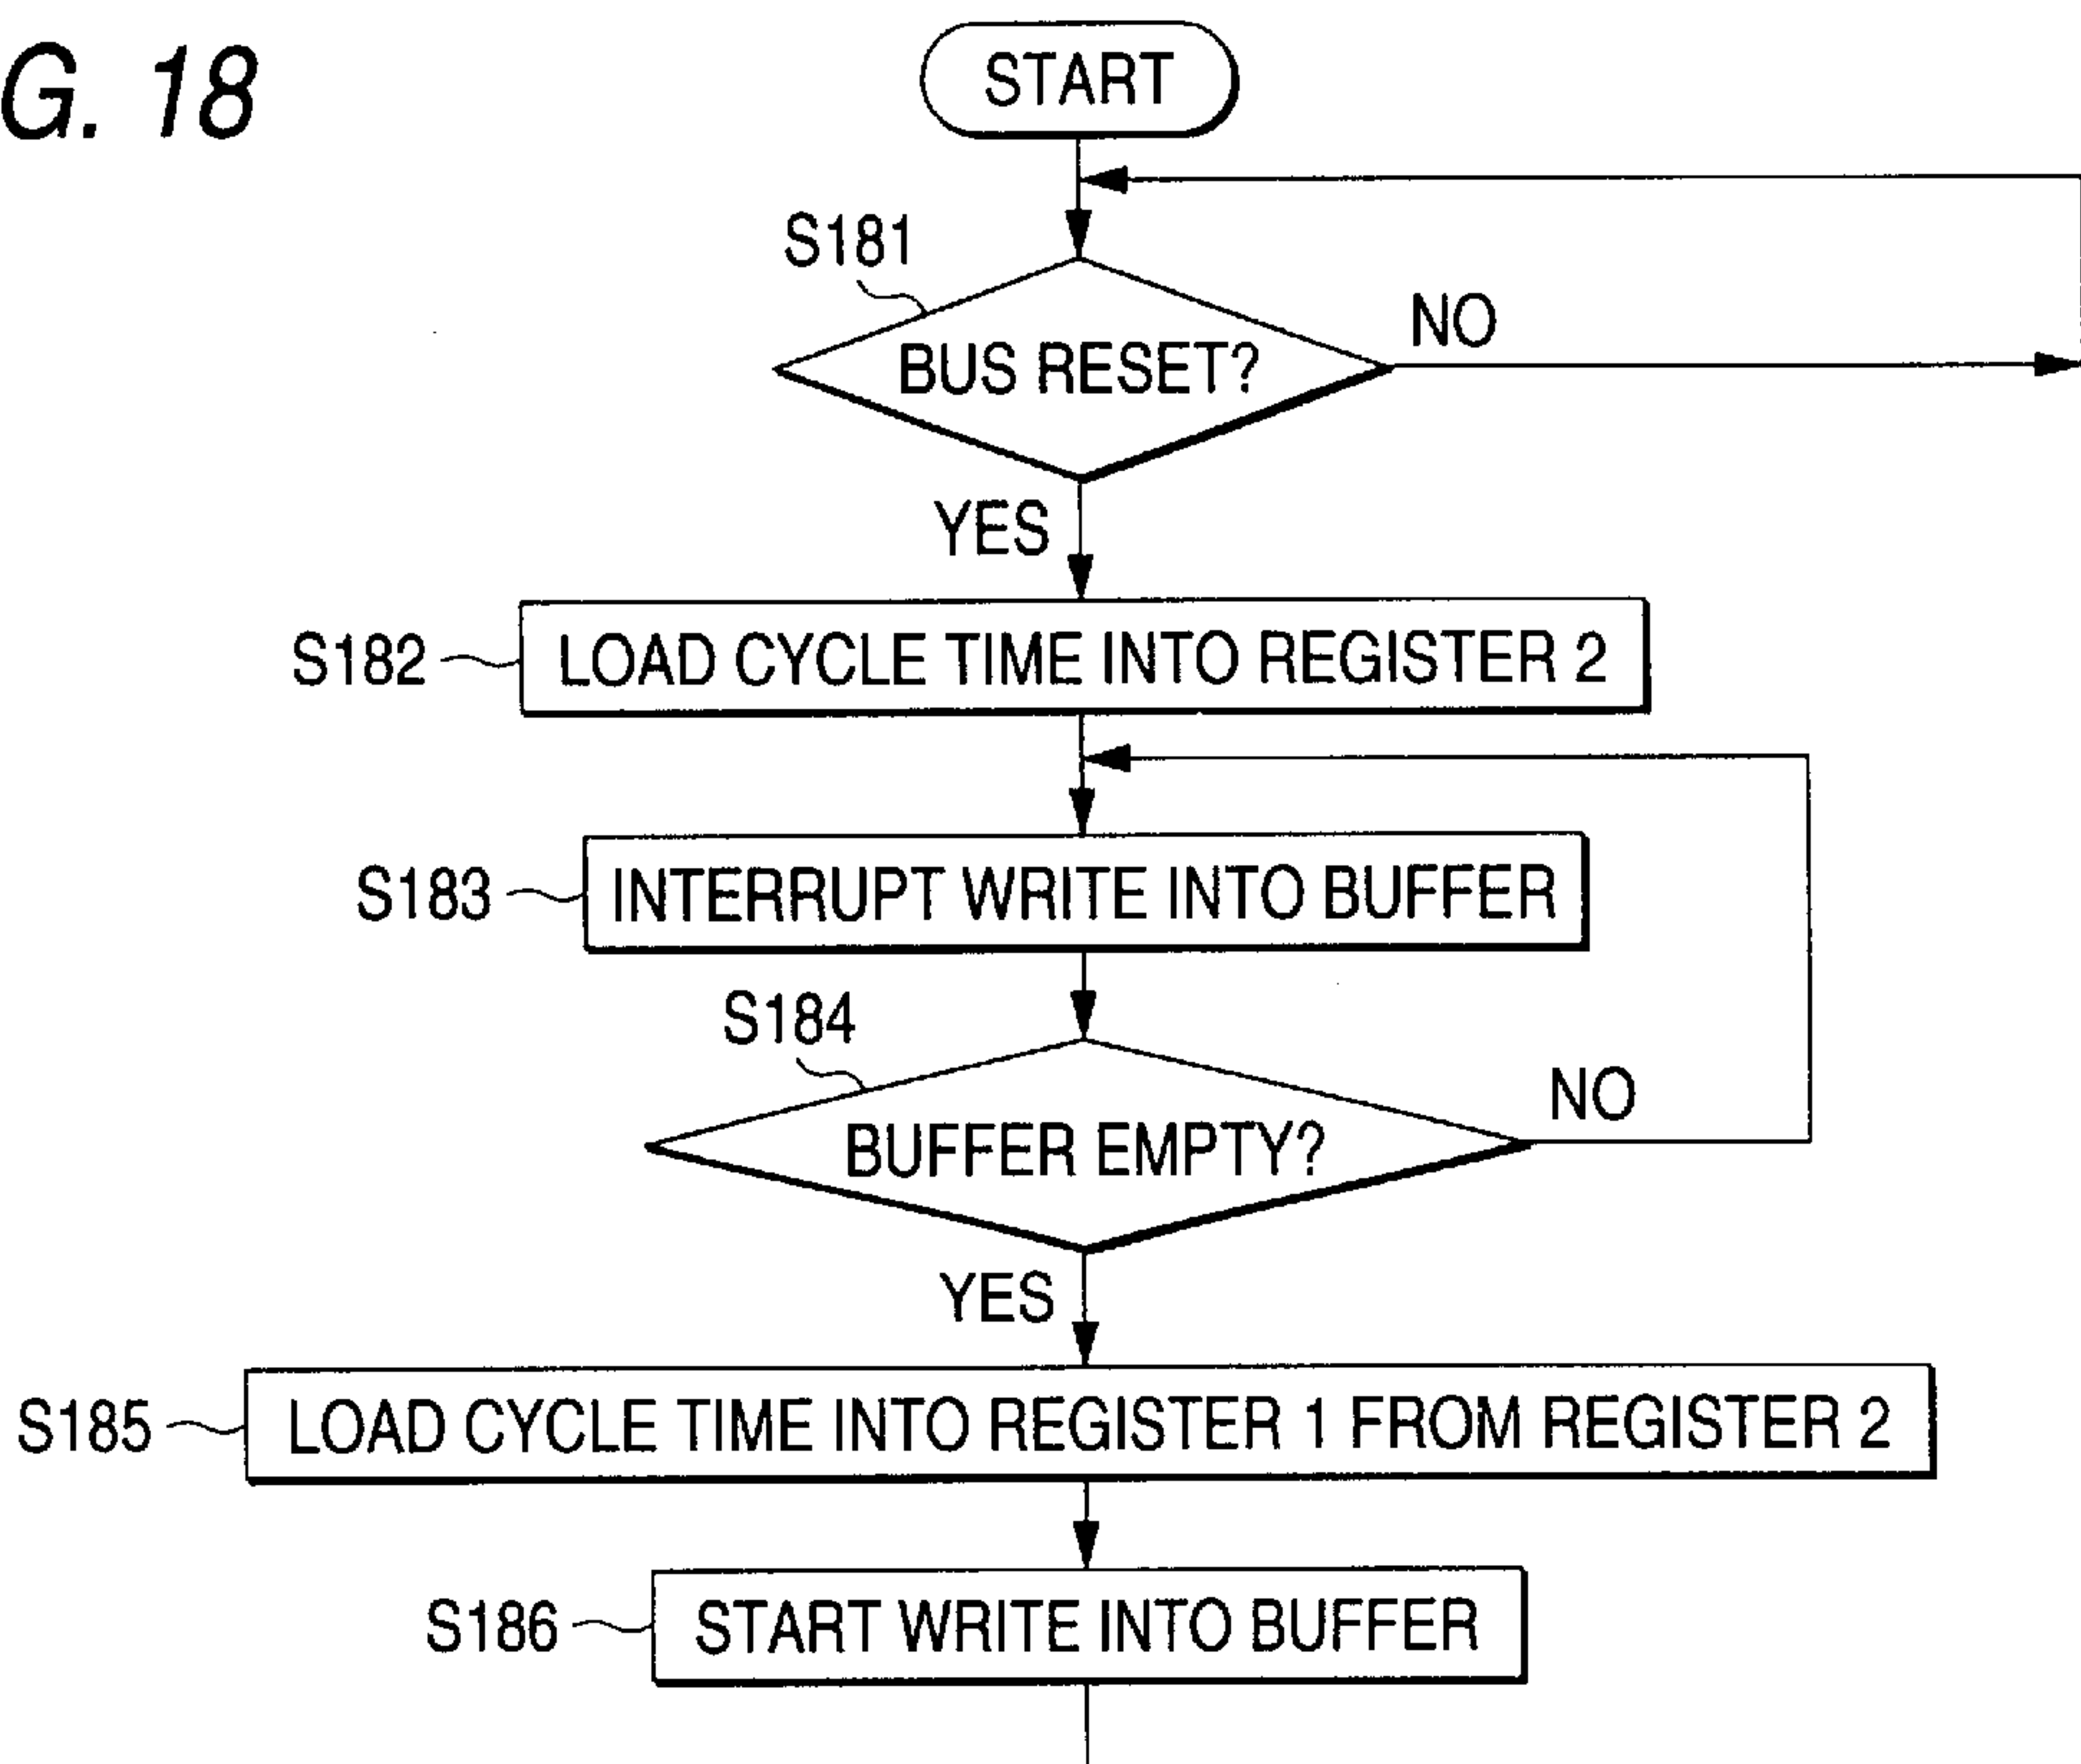 G. 18
START
S181
BUS RESET?
NO
YES
S182
LOAD CYCLE TIME INTO REGISTER 2
S183
INTERRUPT WRITE INTO BUFFER
S184
BUFFER EMPTY?
NO
YES
S185
LOAD CYCLE TIME INTO REGISTER 1 FROM REGISTER 2
S186
START WRITE INTO BUFFER